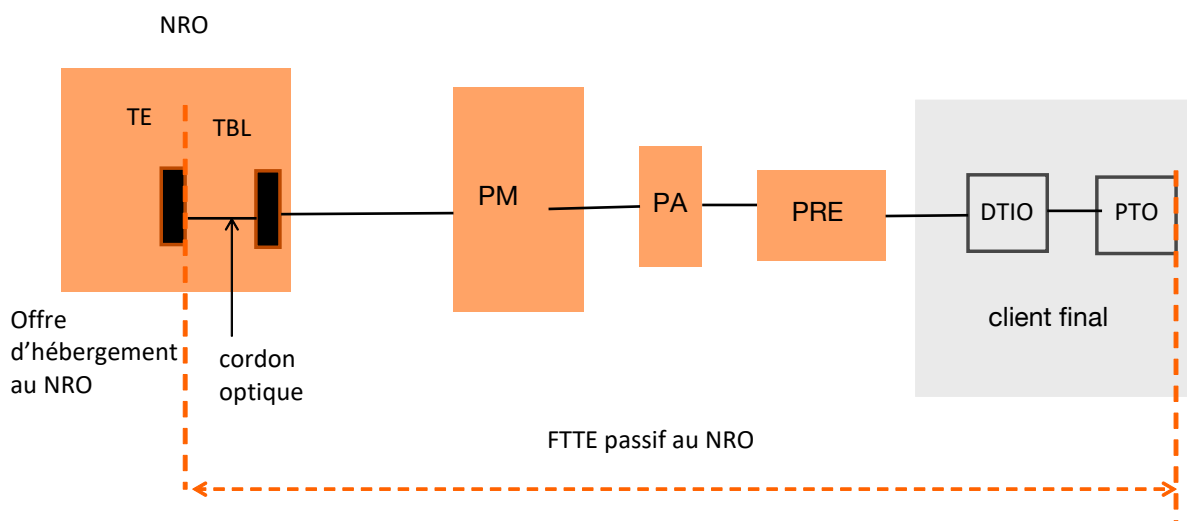 NRO
TE
TBL
PM
PA
PRE
DTIO
PTO
client final
Offre
d’hébergement
au NRO
cordon
optique
FTTE passif au NRO